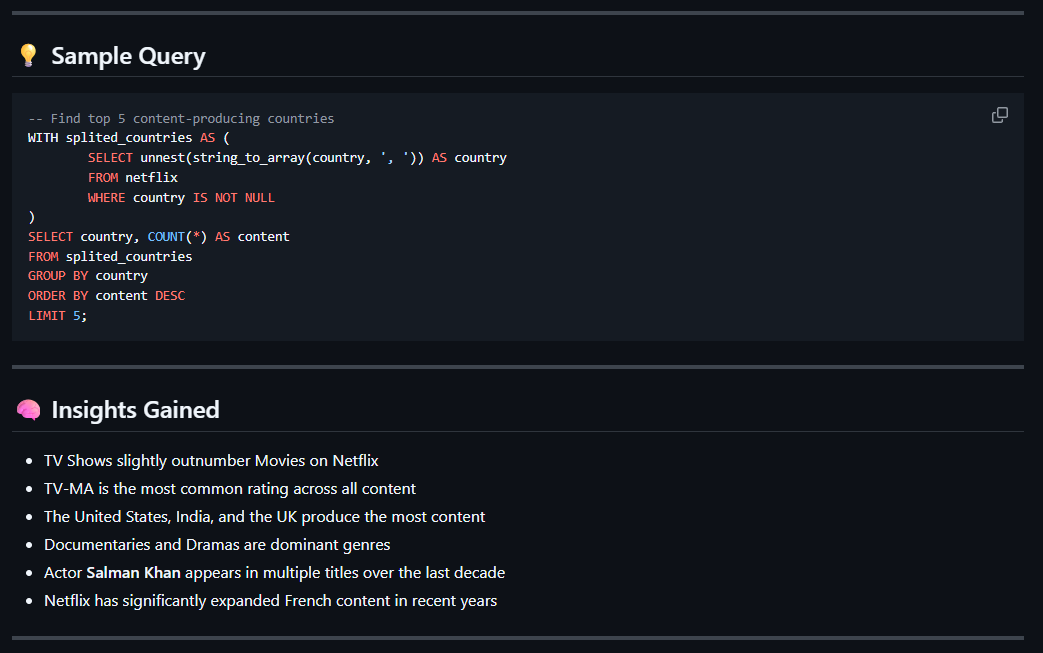 💡 Sample Query
-- Find top 5 content-producing countries
WITH splited_countries AS (
        SELECT unnest(string_to_array(country, ', ')) AS country
        FROM netflix
        WHERE country IS NOT NULL
)
SELECT country, COUNT(*) AS content
FROM splited_countries
GROUP BY country
ORDER BY content DESC
LIMIT 5;
🧠 Insights Gained
• TV Shows slightly outnumber Movies on Netflix
• TV-MA is the most common rating across all content
• The United States, India, and the UK produce the most content
• Documentaries and Dramas are dominant genres
• Actor Salman Khan appears in multiple titles over the last decade
• Netflix has significantly expanded French content in recent years